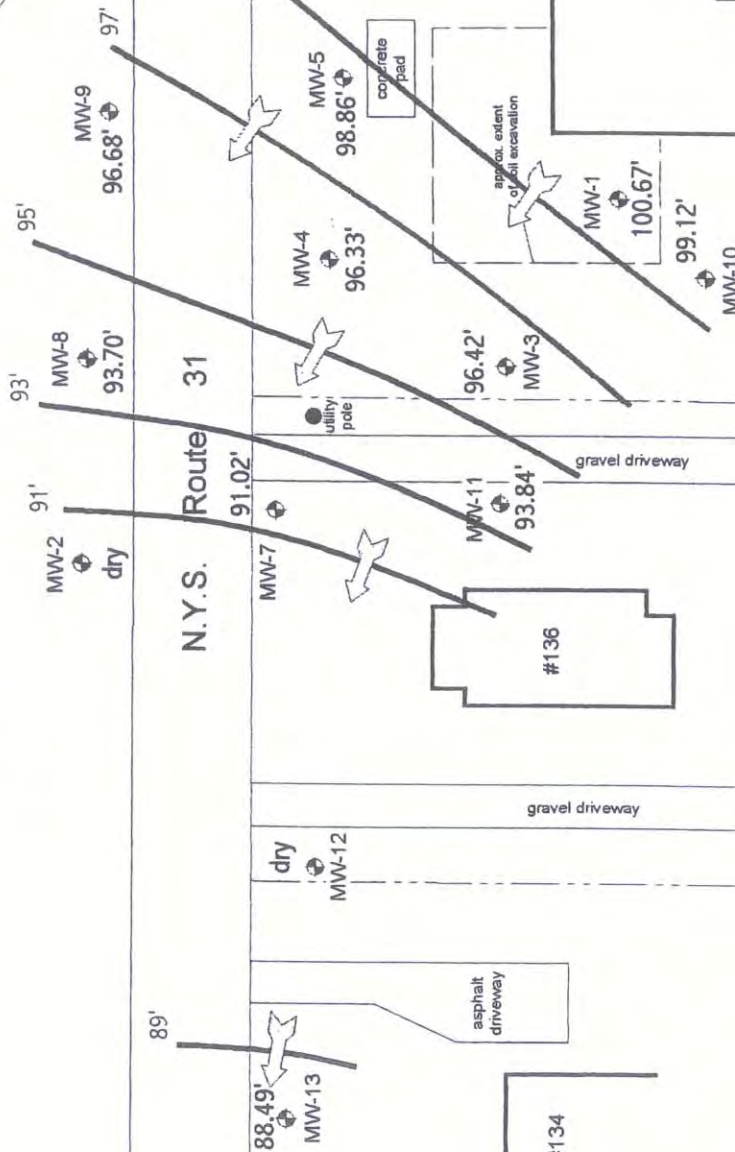 97'
MW-9
96.68'
MW-5
98.86'
concrete
pad
approx. extent
of soil excavation
MW-1
100.67'
99.12'
MW-10
95'
MW-4
96.33'
MW-8
93.70'
93'
96.42'
MW-3
utility
pole
gravel driveway
N.Y.S. Route 31
91'
91.02'
MW-7
MW-11
93.84'
MW-2
dry
#136
gravel driveway
dry
MW-12
asphalt
driveway
89'
88.49'
MW-13
#134